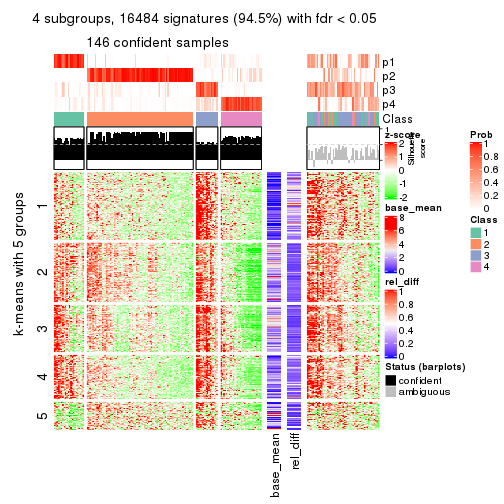 4 subgroups, 16484 signatures (94.5%) with fdr < 0.05
146 confident samples
p1
p2
p3
p4
Class
1
Silhouette
score
z-score
2
1
0
-1
-2
base_mean
8
6
4
2
0
rel_diff
1
0.8
0.6
0.4
0.2
0
Status (barplots)
confident
ambiguous
Prob
1
0.8
0.6
0.4
0.2
0
Class
1
2
3
4
k-means with 5 groups
1
2
3
4
5
base_mean
rel_diff